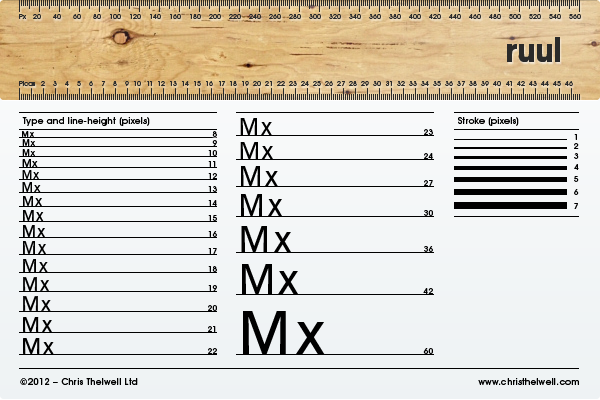 Px 20 40 60 80 100 120 140 160 180 200 220 240 260 280 300 320 340 360 380 400 420 440 460 480 500 520 540 560
ruul
Picas 2 3 4 5 6 7 8 9 10 11 12 13 14 15 16 17 18 19 20 21 22 23 24 25 26 27 28 29 30 31 32 33 34 35 36 37 38 39 40 41 42 43 44 45 46
Type and line-height (pixels)
Mx 8
Mx 9
Mx 10
Mx 11
Mx 12
Mx 13
Mx 14
Mx 15
Mx 16
Mx 17
Mx 18
Mx 19
Mx 20
Mx 21
Mx 22
Mx 23
Mx 24
Mx 27
Mx 30
Mx 36
Mx 42
Mx 60
Stroke (pixels)
1
2
3
4
5
6
7
©2012 – Chris Thelwell Ltd
www.christhelwell.com